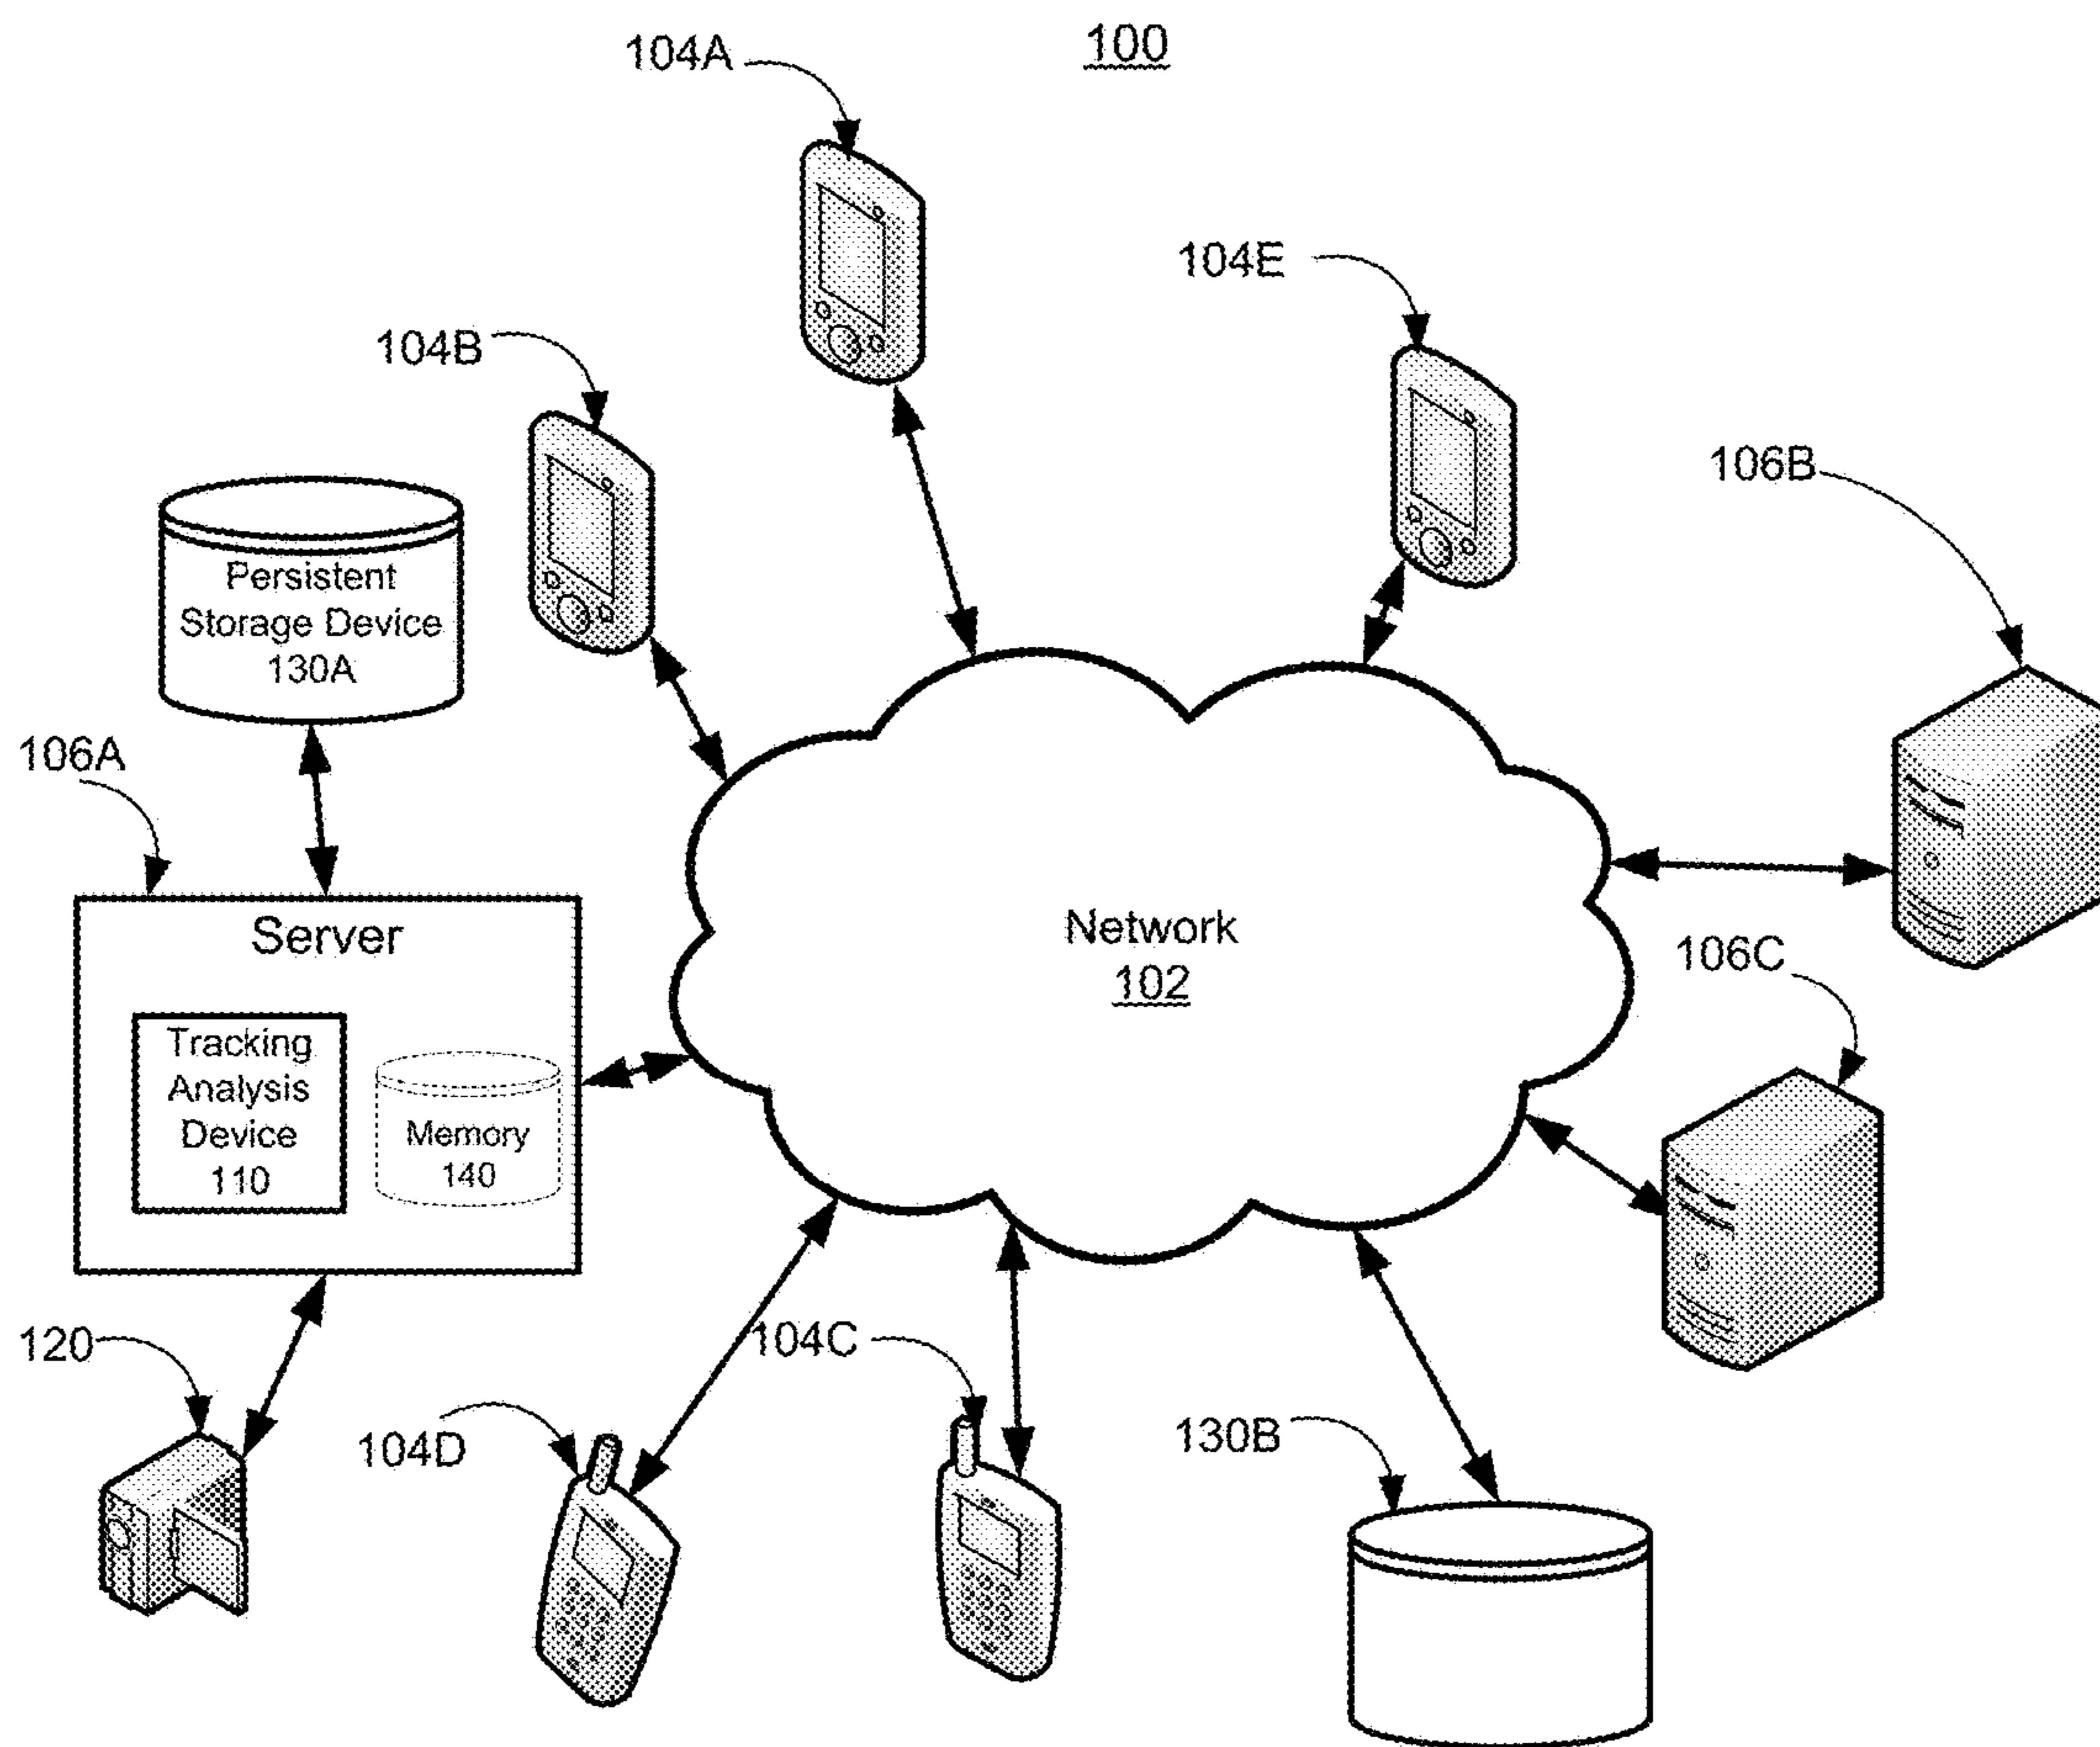 100
104A
104E
104B
106B
Persistent
Storage Device
130A
106A
Server
Network
102
106C
Tracking
Analysis
Device
110
Memory
140
120
104C
104D
130B